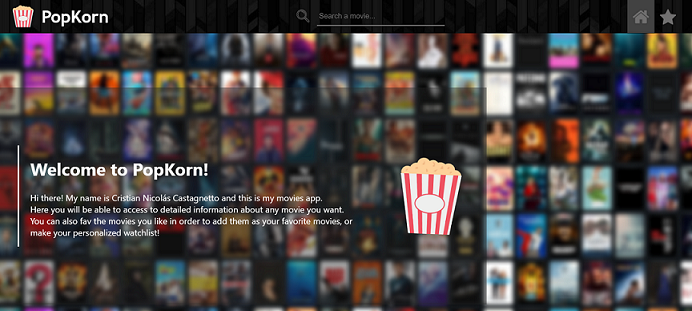 PopKorn
Search a movie...
Welcome to PopKorn!
Hi there! My name is Cristian Nicolás Castagnetto and this is my movies app.
Here you will be able to access to detailed information about any movie you want.
You can also fav the movies you like in order to add them as your favorite movies, or
make your personalized watchlist!